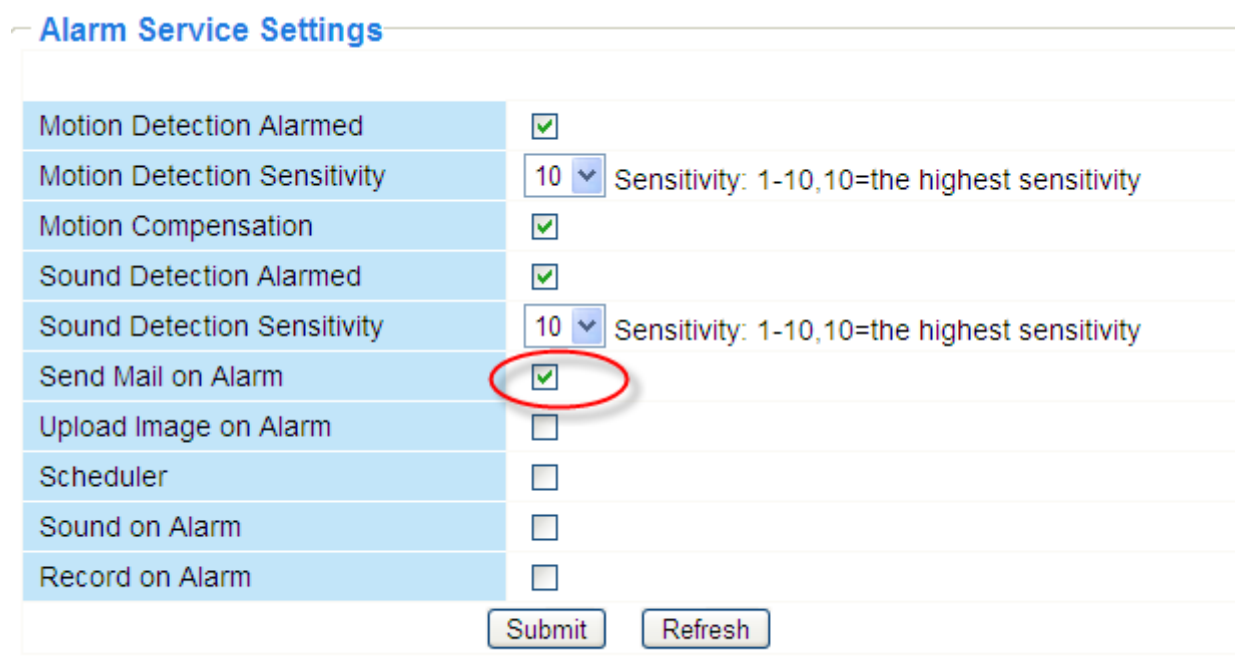 Alarm Service Settings
Motion Detection Alarmed
Motion Detection Sensitivity 10 Sensitivity: 1-10,10=the highest sensitivity
Motion Compensation
Sound Detection Alarmed
Sound Detection Sensitivity 10 Sensitivity: 1-10,10=the highest sensitivity
Send Mail on Alarm
Upload Image on Alarm
Scheduler
Sound on Alarm
Record on Alarm
Submit Refresh